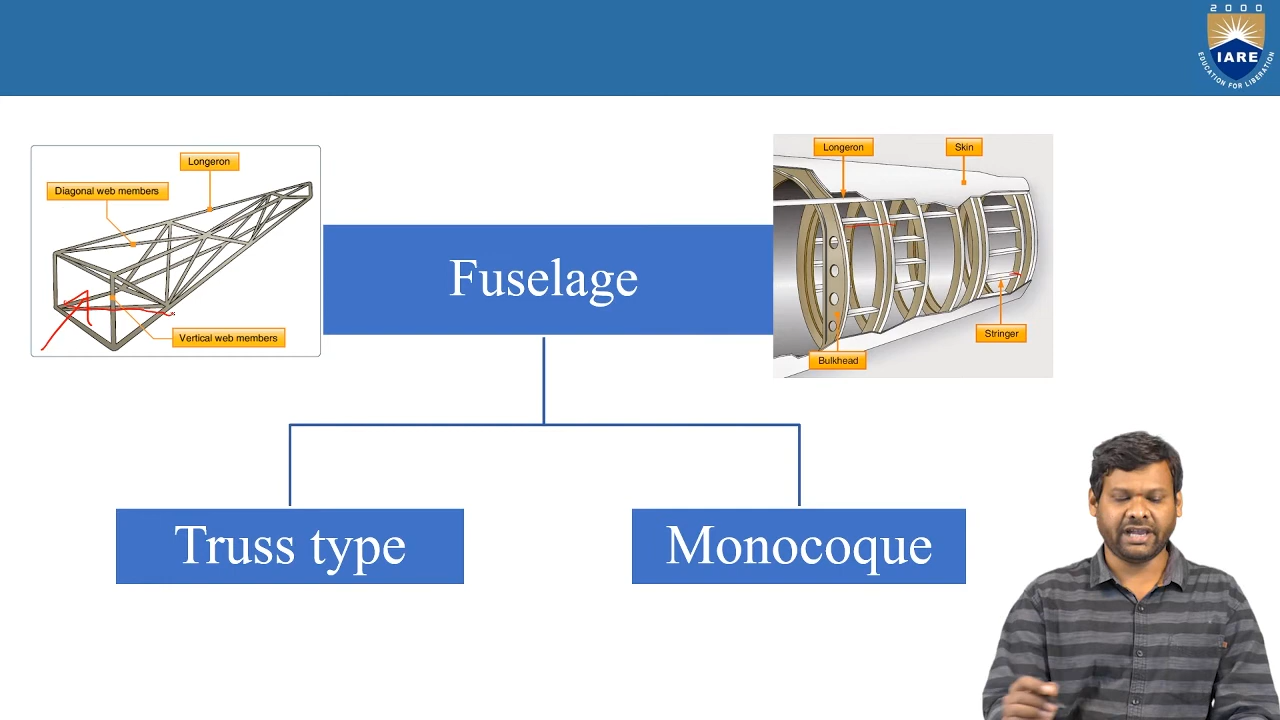 2000
IARE
EDUCATION FOR LIBERATION
Longeron
Diagonal web members
Vertical web members
Longeron
Skin
Stringer
Bulkhead
Fuselage
Truss type
Monocoque